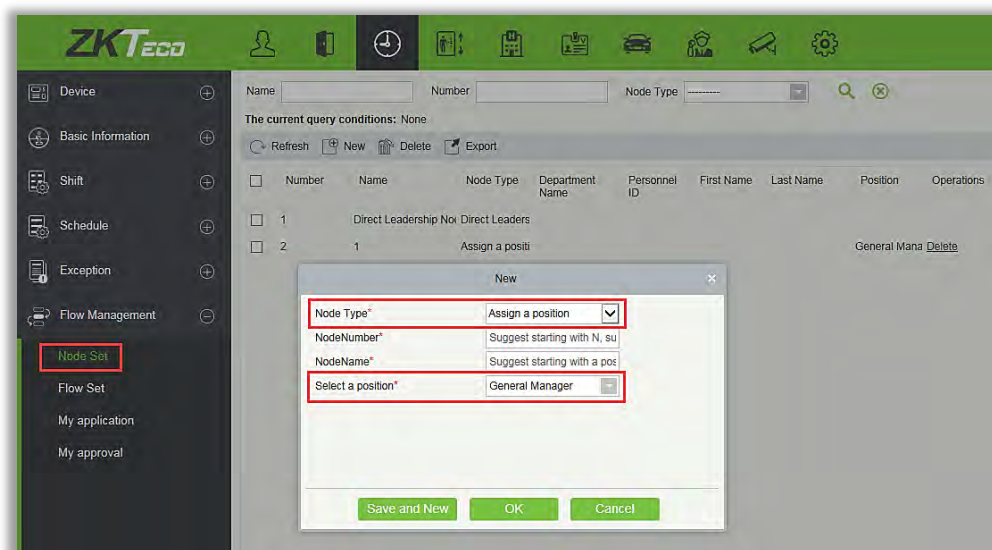 ZKTeco
Device
Basic Information
Shift
Schedule
Exception
Flow Management
Node Set
Flow Set
My application
My approval
Name Number Node Type ---------
The current query conditions: None
Refresh New Delete Export
Number Name Node Type Department Name Personnel ID First Name Last Name Position Operations
1 Direct Leadership Direct Leaders
2 1 Assign a positi General Mana Delete
New
Node Type* Assign a position
NodeNumber* Suggest starting with N, su
NodeName* Suggest starting with a pos
Select a position* General Manager
Save and New OK Cancel